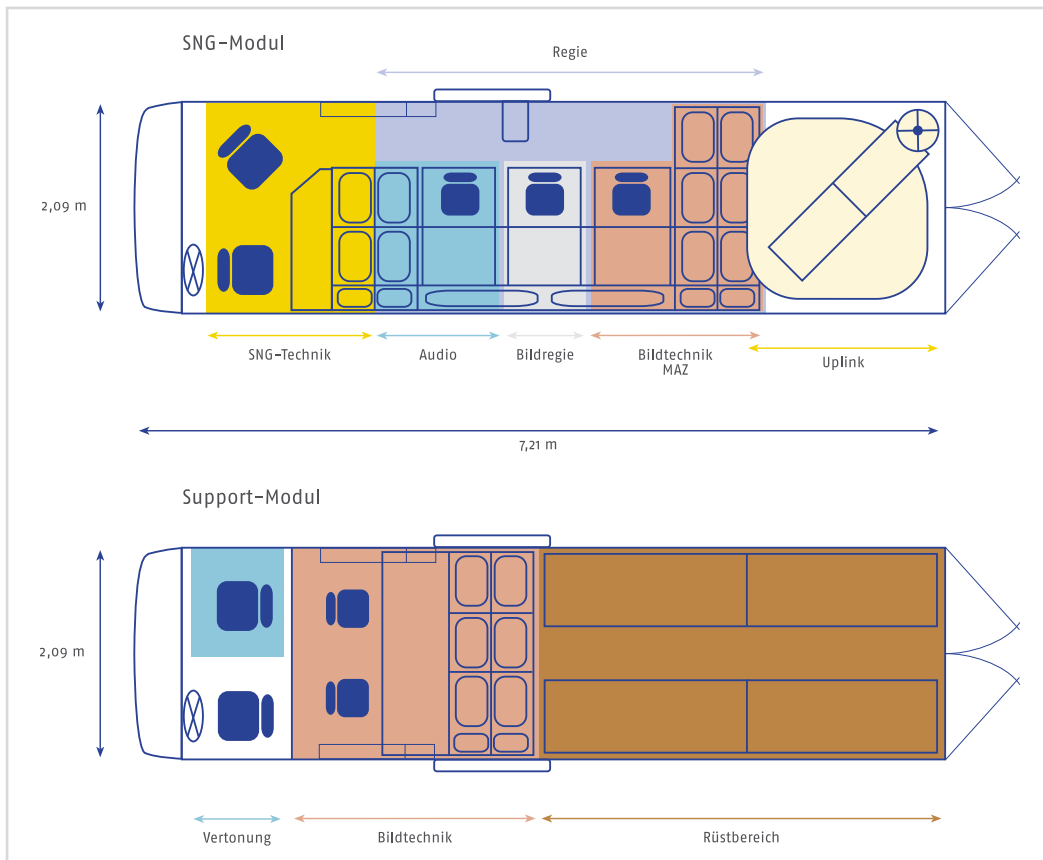 SNG-Modul
Regie
2,09 m
SNG-Technik
Audio
Bildregie
Bildtechnik
MAZ
Uplink
7,21 m
Support-Modul
2,09 m
Vertonung
Bildtechnik
Rüstbereich